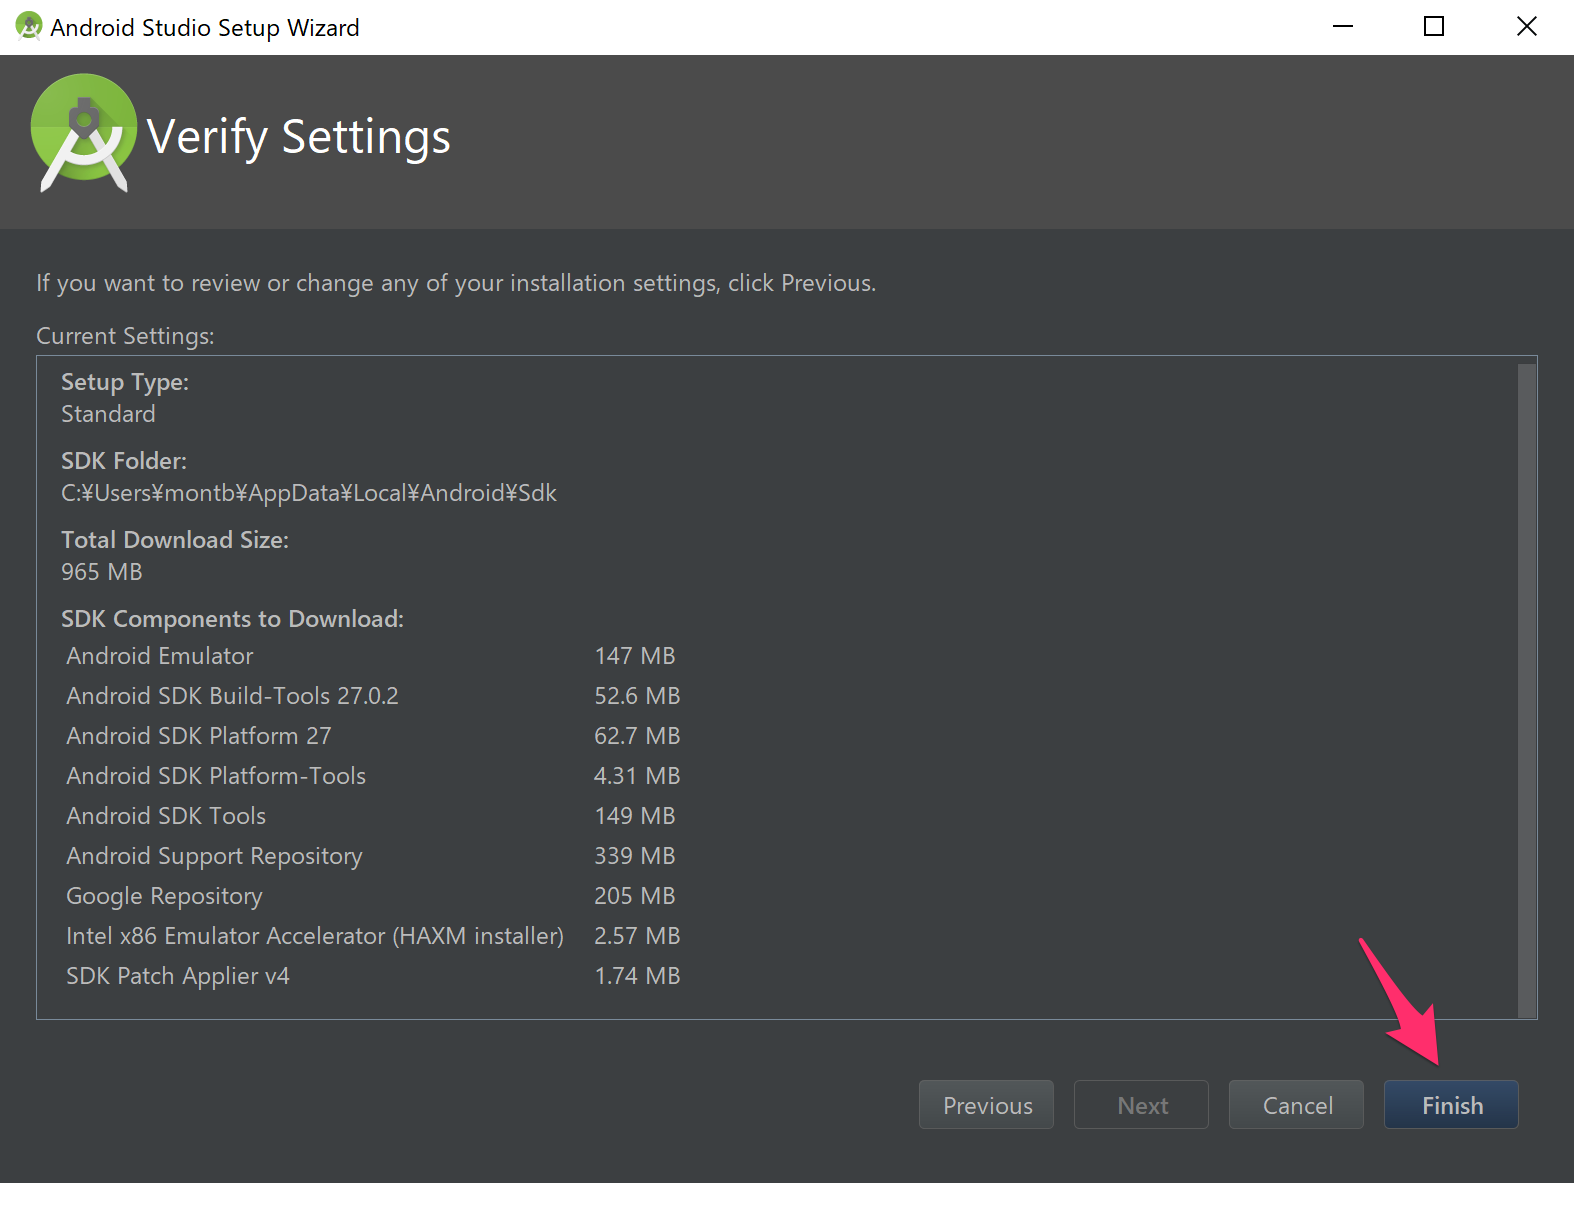 Android Studio Setup Wizard
Verify Settings
If you want to review or change any of your installation settings, click Previous.
Current Settings:
Setup Type:
Standard
SDK Folder:
C:¥Users¥montb¥AppData¥Local¥Android¥Sdk
Total Download Size:
965 MB
SDK Components to Download:
Android Emulator 147 MB
Android SDK Build-Tools 27.0.2 52.6 MB
Android SDK Platform 27 62.7 MB
Android SDK Platform-Tools 4.31 MB
Android SDK Tools 149 MB
Android Support Repository 339 MB
Google Repository 205 MB
Intel x86 Emulator Accelerator (HAXM installer) 2.57 MB
SDK Patch Applier v4 1.74 MB
Previous Next Cancel Finish